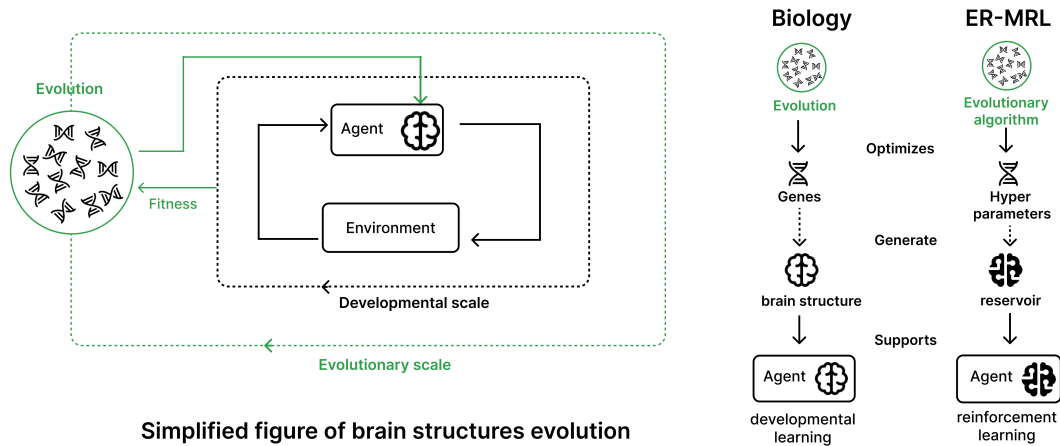 Evolution
Fitness
Agent
Environment
Developmental scale
Evolutionary scale
Simplified figure of brain structures evolution
Biology
ER-MRL
Evolution
Evolutionary
algorithm
Optimizes
Genes
Hyper
parameters
Generate
brain structure
reservoir
Supports
Agent
Agent
developmental
learning
reinforcement
learning